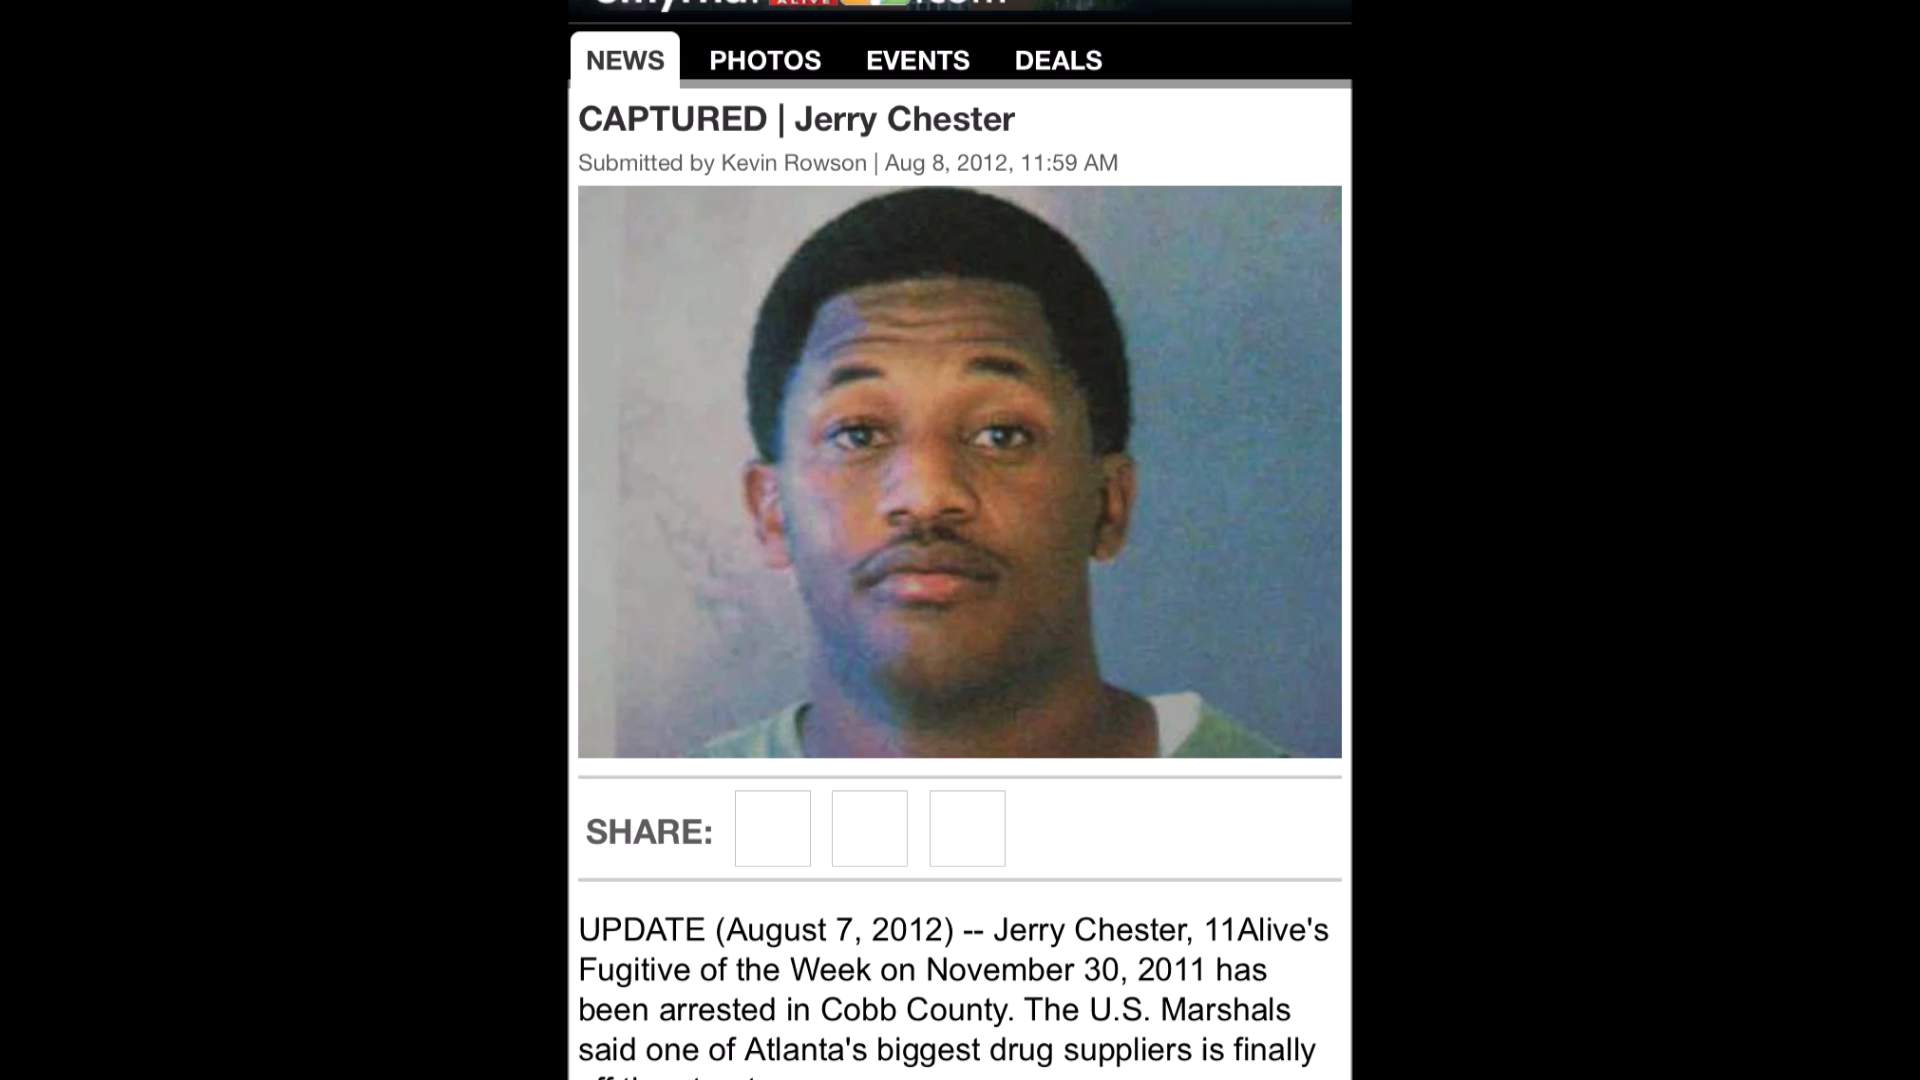 ALIVE .com
NEWS PHOTOS EVENTS DEALS
CAPTURED | Jerry Chester
Submitted by Kevin Rowson | Aug 8, 2012, 11:59 AM
SHARE:
UPDATE (August 7, 2012) -- Jerry Chester, 11Alive's
Fugitive of the Week on November 30, 2011 has
been arrested in Cobb County. The U.S. Marshals
said one of Atlanta's biggest drug suppliers is finally